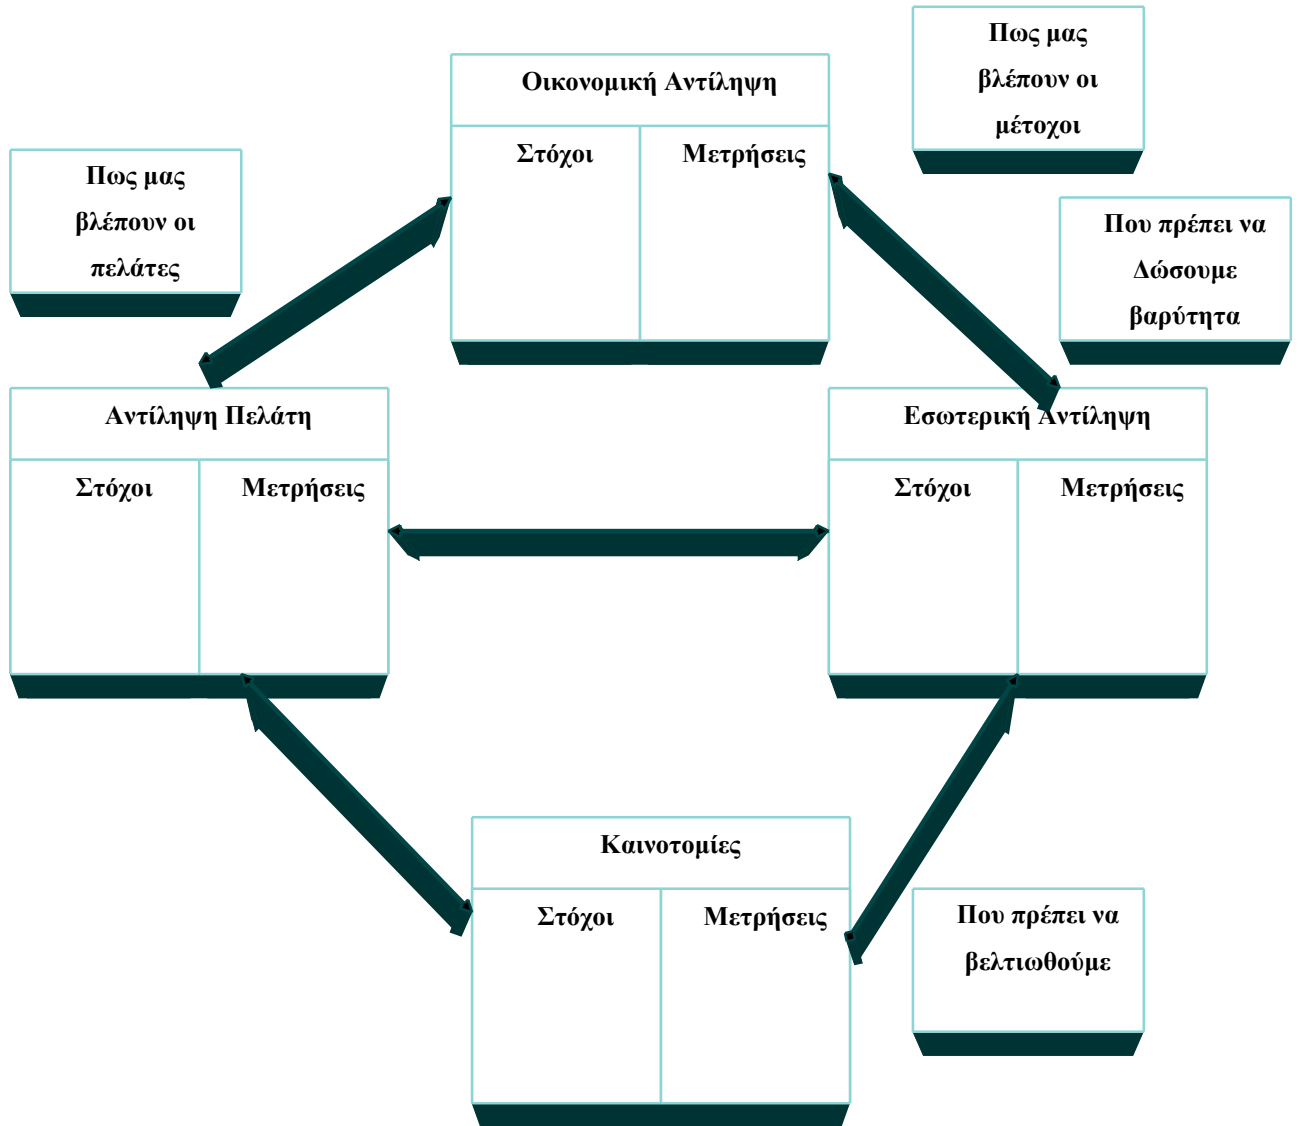 Πως μας
βλέπουν οι
μέτοχοι
Οικονομική Αντίληψη
Στόχοι
Μετρήσεις
Πως μας
βλέπουν οι
πελάτες
Που πρέπει να
Δώσουμε
βαρύτητα
Αντίληψη Πελάτη
Στόχοι
Μετρήσεις
Εσωτερική Αντίληψη
Στόχοι
Μετρήσεις
Καινοτομίες
Στόχοι
Μετρήσεις
Που πρέπει να
βελτιωθούμε